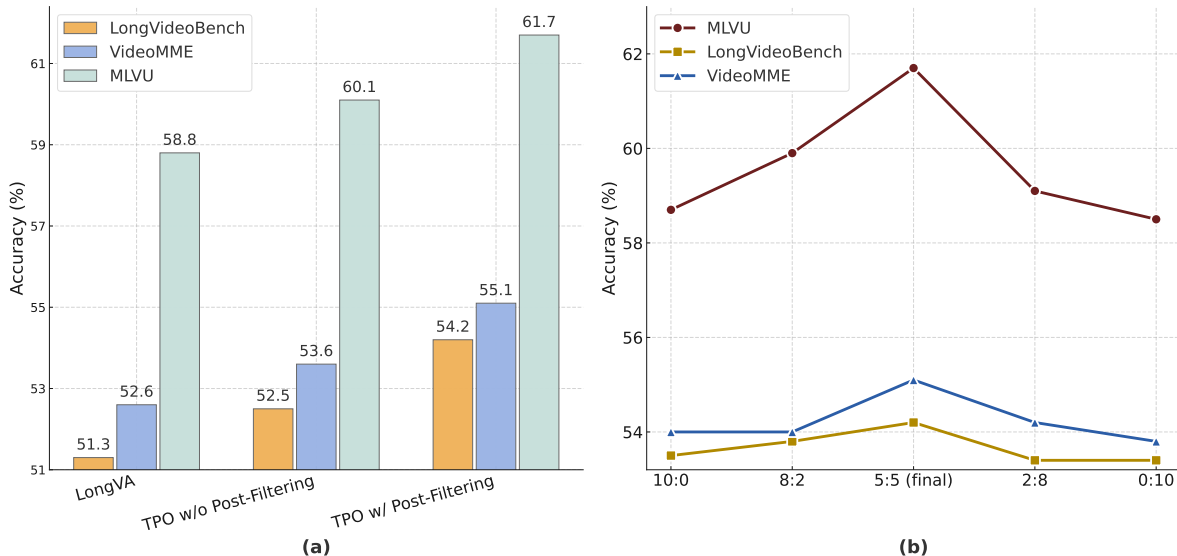 LongVideoBench
VideoMME
MLVU
Accuracy (%)
61
59
57
55
53
51
51.3
52.6
58.8
52.5
53.6
60.1
54.2
55.1
61.7
LongVA
TPO w/o Post-Filtering
TPO w/ Post-Filtering
(a)
MLVU
LongVideoBench
VideoMME
Accuracy (%)
62
60
58
56
54
10:0
8:2
5:5 (final)
2:8
0:10
(b)